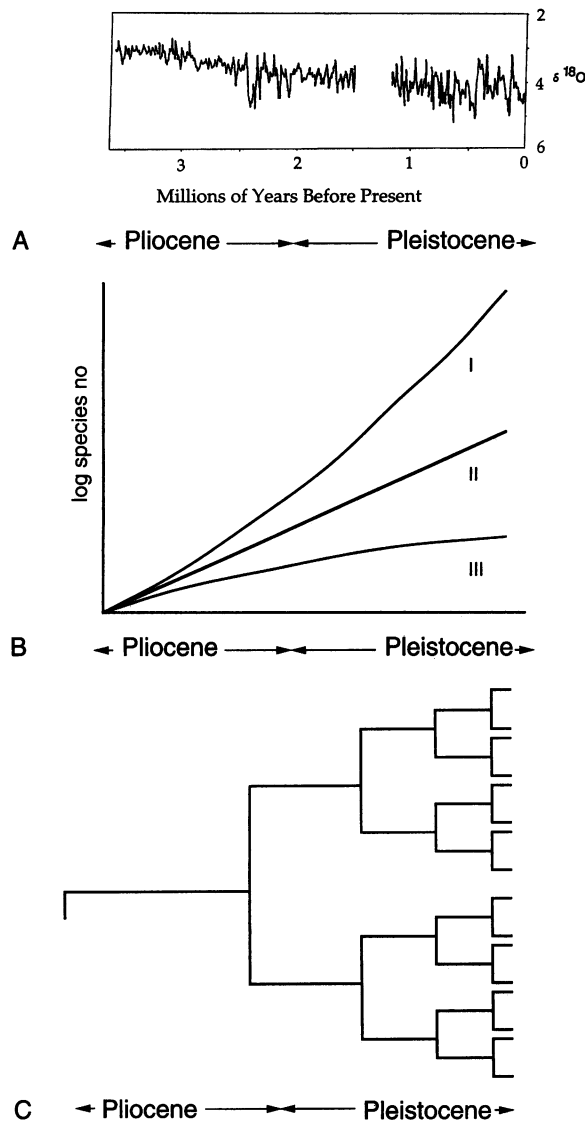 2
4
δ 18O
6
3 2 1 0
Millions of Years Before Present
A Pliocene Pleistocene
log species no
I
II
III
B Pliocene Pleistocene
C Pliocene Pleistocene